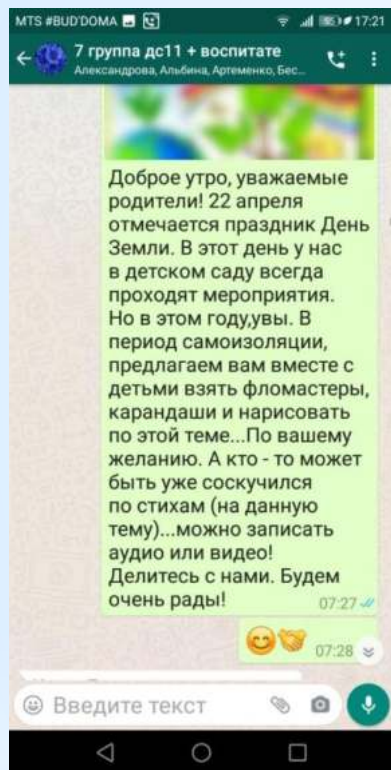 MTS #BUD'DOMA 17:21
7 группа дс11 + воспитате
Александрова, Альбина, Артеменко, Бес...
Доброе утро, уважаемые
родители! 22 апреля
отмечается праздник День
Земли. В этот день у нас
в детском саду всегда
проходят мероприятия.
Но в этом году,увы. В
период самоизоляции,
предлагаем вам вместе с
детьми взять фломастеры,
карандаши и нарисовать
по этой теме...По вашему
желанию. А кто - то может
быть уже соскучился
по стихам (на данную
тему)...можно записать
аудио или видео!
Делитесь с нами. Будем
очень рады! 07:27
07:28
Введите текст